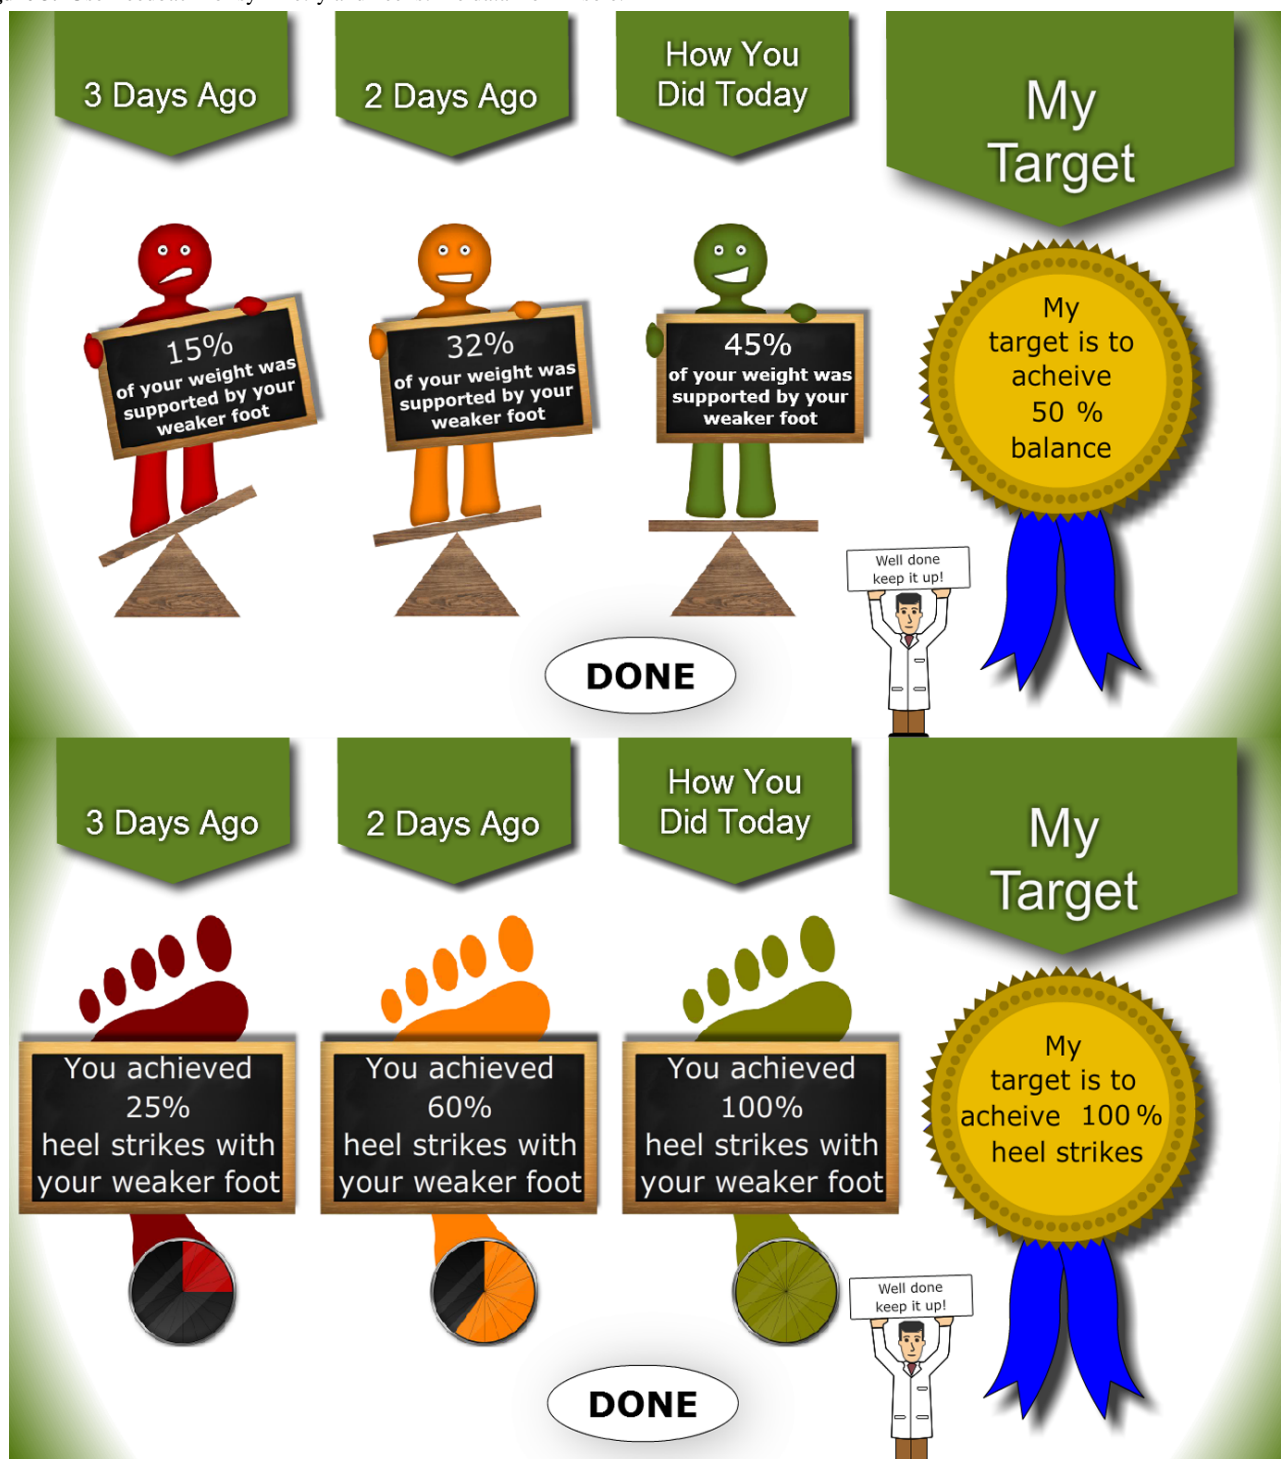 3 Days Ago
2 Days Ago
How You
Did Today
My
Target
15%
of your weight was
supported by your
weaker foot
32%
of your weight was
supported by your
weaker foot
45%
of your weight was
supported by your
weaker foot
My
target is to
acheive
50 %
balance
Well done
keep it up!
DONE
3 Days Ago
2 Days Ago
How You
Did Today
My
Target
You achieved
25%
heel strikes with
your weaker foot
You achieved
60%
heel strikes with
your weaker foot
You achieved
100%
heel strikes with
your weaker foot
My
target is to
acheive 100 %
heel strikes
Well done
keep it up!
DONE